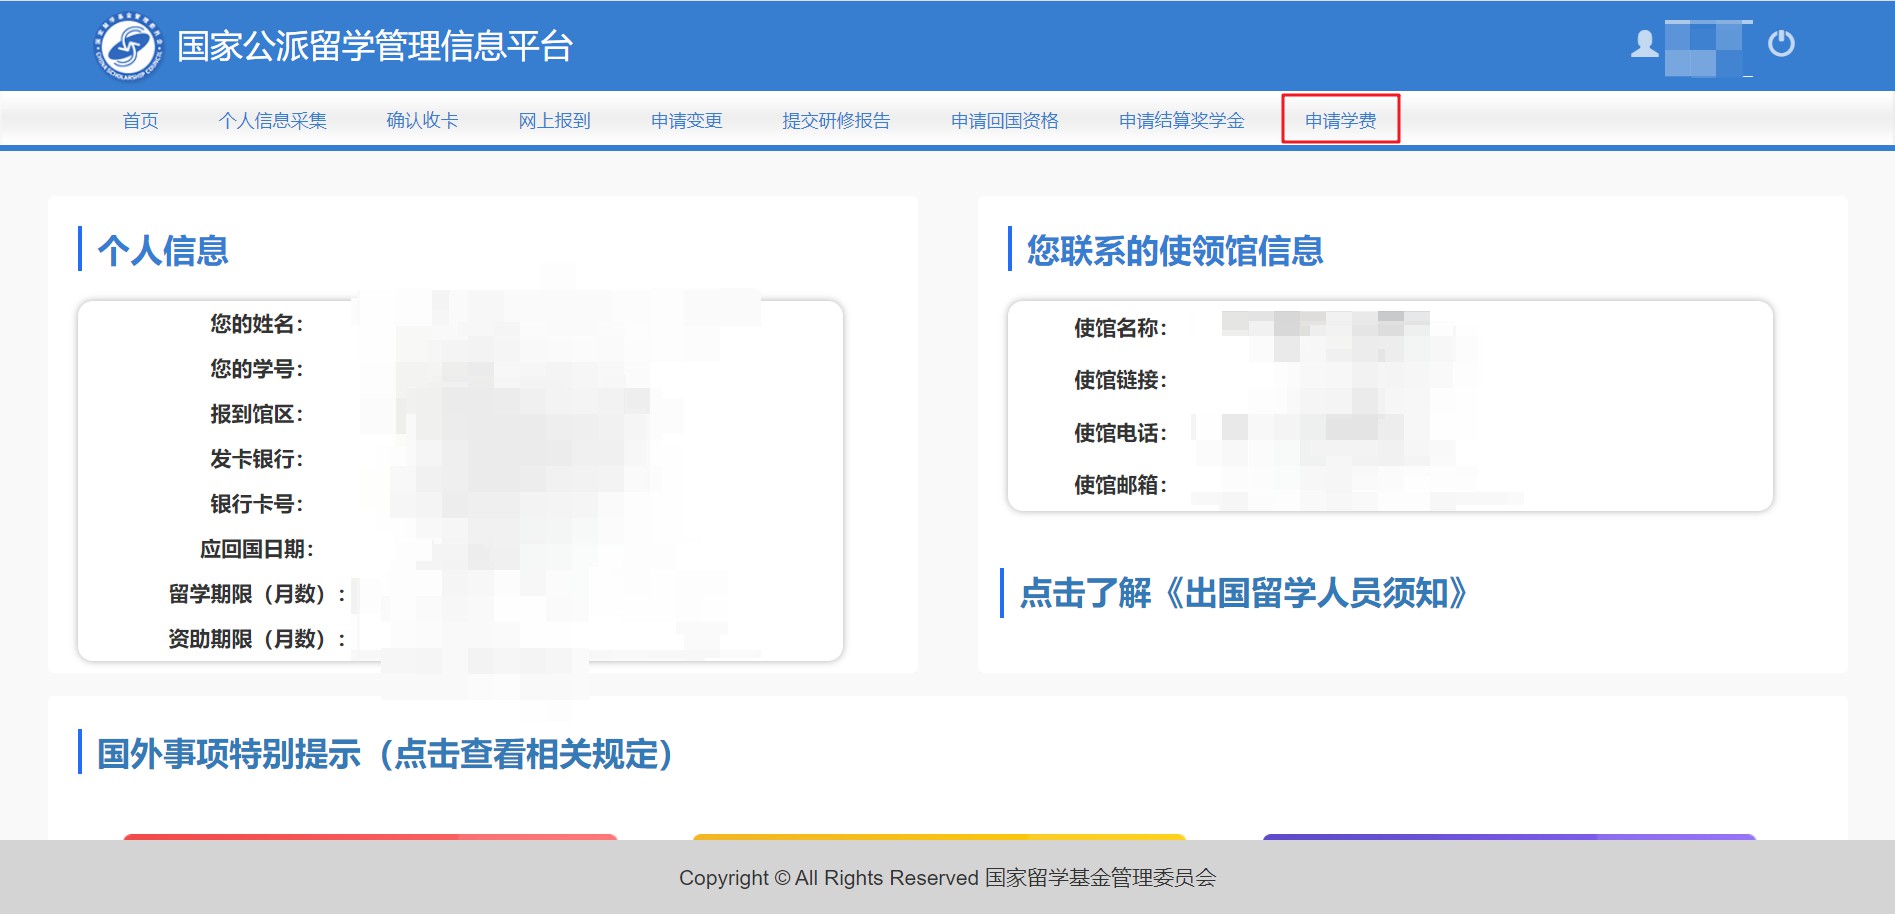 国家公派留学管理信息平台
首页 个人信息采集 确认收卡 网上报到 申请变更 提交研修报告 申请回国资格 申请结算奖学金 申请学费
个人信息
您的姓名：
您的学号：
报到馆区：
发卡银行：
银行卡号：
应回国日期：
留学期限（月数）：
资助期限（月数）：
您联系的使领馆信息
使馆名称：
使馆链接：
使馆电话：
使馆邮箱：
点击了解《出国留学人员须知》
国外事项特别提示（点击查看相关规定）
Copyright © All Rights Reserved 国家留学基金管理委员会